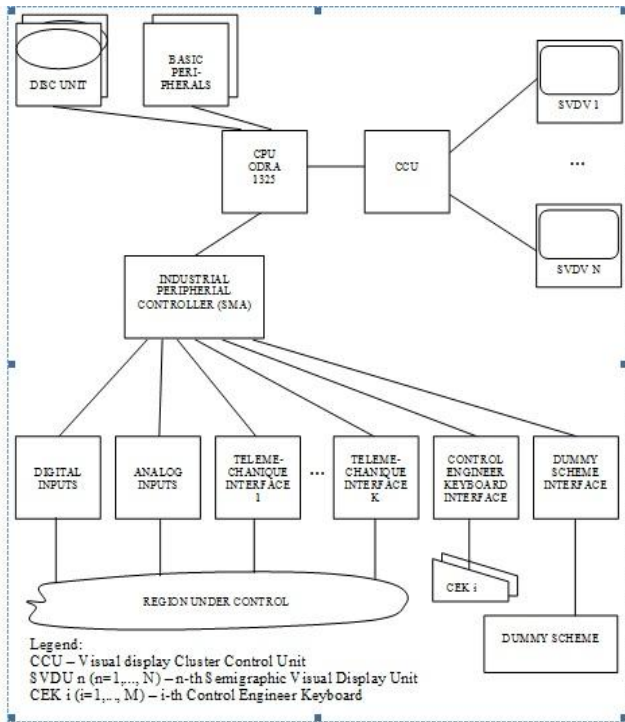 DISC UNIT
BASIC
PERI-
PHERALS
CPU
ODRA
1325
CCU
SVDV 1
...
SVDV N
INDUSTRIAL
PERIPHERIAL
CONTROLLER (SMA)
DIGITAL
INPUTS
ANALOG
INPUTS
TELEME-
CHANIQUE
INTERFACE
1
...
TELEME-
CHANIQUE
INTERFACE
K
CONTROL
ENGINEER
KEYBOARD
INTERFACE
DUMMY
SCHEME
INTERFACE
REGION UNDER CONTROL
CEK i
DUMMY SCHEME
Legend:
CCU – Visual display Cluster Control Unit
SVDU n (n=1,..., N) – n-th Semigraphic Visual Display Unit
CEK i (i=1,..., M) – i-th Control Engineer Keyboard